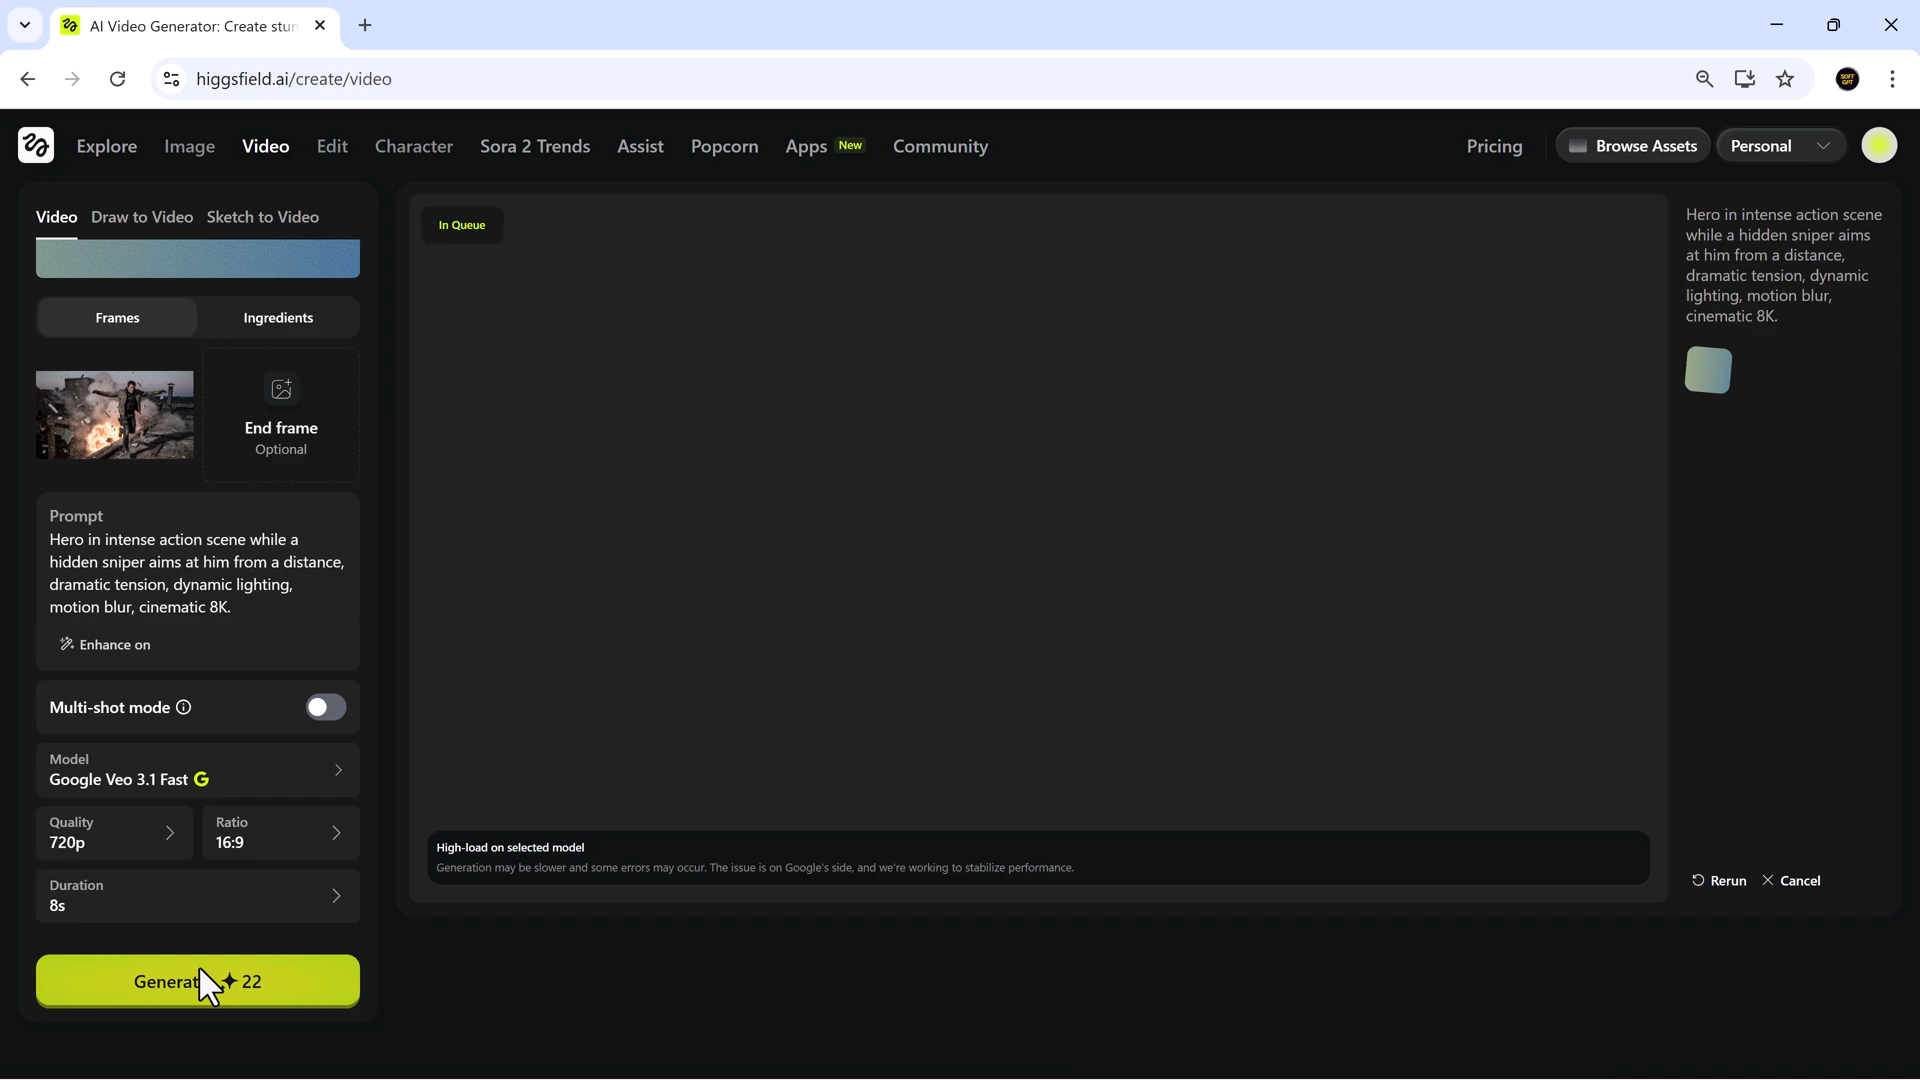 AI Video Generator: Create stun
higgsfield.ai/create/video
SOFT
GPT
Explore
Image
Video
Edit
Character
Sora 2 Trends
Assist
Popcorn
Apps New
Community
Pricing
Browse Assets
Personal
Video
Draw to Video
Sketch to Video
Frames
Ingredients
End frame
Optional
Prompt
Hero in intense action scene while a
hidden sniper aims at him from a distance,
dramatic tension, dynamic lighting,
motion blur, cinematic 8K.
Enhance on
Multi-shot mode
Model
Google Veo 3.1 Fast G
Quality
720p
Ratio
16:9
Duration
8s
Generat 22
In Queue
High-load on selected model
Generation may be slower and some errors may occur. The issue is on Google's side, and we're working to stabilize performance.
Hero in intense action scene
while a hidden sniper aims
at him from a distance,
dramatic tension, dynamic
lighting, motion blur,
cinematic 8K.
Rerun
Cancel